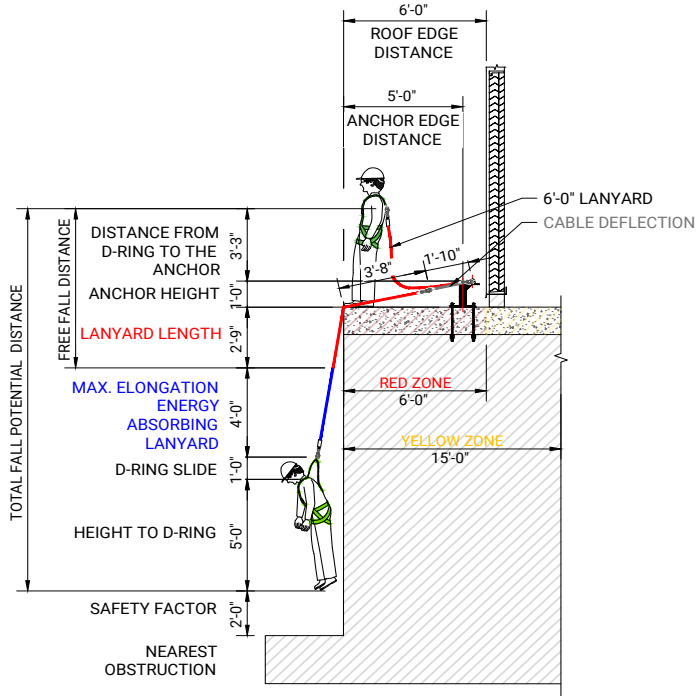 6'-0"
ROOF EDGE
DISTANCE
5'-0"
ANCHOR EDGE
DISTANCE
6'-0" LANYARD
CABLE DEFLECTION
DISTANCE FROM
D-RING TO THE
ANCHOR
3'-3"
1'-10"
3'-8"
ANCHOR HEIGHT
1'-0"
FREE FALL DISTANCE
LANYARD LENGTH
2'-9"
TOTAL FALL POTENTIAL DISTANCE
RED ZONE
6'-0"
MAX. ELONGATION
ENERGY
ABSORBING
LANYARD
4'-0"
YELLOW ZONE
15'-0"
D-RING SLIDE
1'-0"
HEIGHT TO D-RING
5'-0"
SAFETY FACTOR
2'-0"
NEAREST
OBSTRUCTION